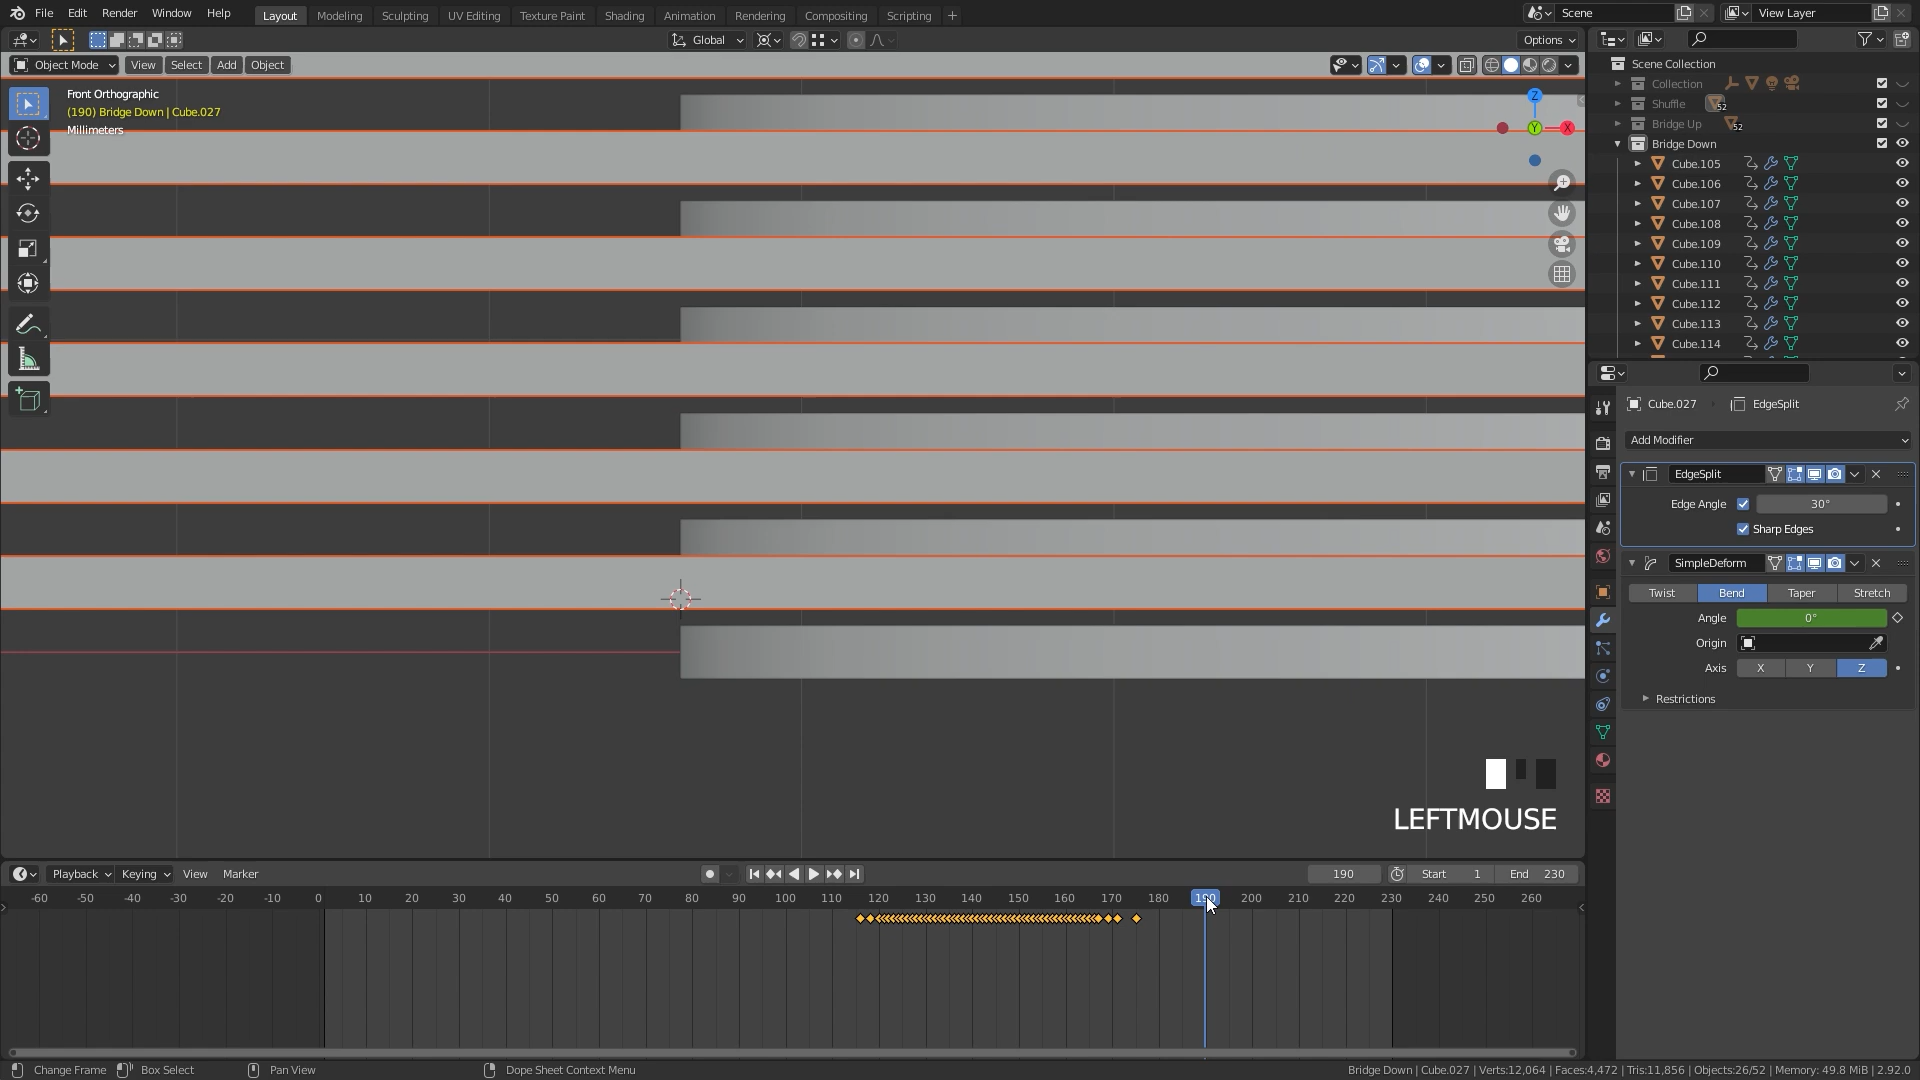 File Edit Render Window Help Layout Modeling Sculpting UV Editing Texture Paint Shading Animation Rendering Compositing Scripting + Scene View Layer
Global Options
Object Mode View Select Add Object
Front Orthographic
(190) Bridge Down | Cube.027
Millimeters
Z
Y
X
Scene Collection
Collection
Shuffle 52
Bridge Up 52
Bridge Down
Cube.105
Cube.106
Cube.107
Cube.108
Cube.109
Cube.110
Cube.111
Cube.112
Cube.113
Cube.114
Cube.027 EdgeSplit
Add Modifier
EdgeSplit
Edge Angle 30°
Sharp Edges
SimpleDeform
Twist Bend Taper Stretch
Angle 0°
Origin
Axis X Y Z
Restrictions
LEFTMOUSE
Playback Keying View Marker 190 Start 1 End 230
-60 -50 -40 -30 -20 -10 0 10 20 30 40 50 60 70 80 90 100 110 120 130 140 150 160 170 180 190 200 210 220 230 240 250 260
Change Frame Box Select Pan View Dope Sheet Context Menu Bridge Down | Cube.027 | Verts:12,064 | Faces:4,472 | Tris:11,856 | Objects:26/52 | Memory: 49.8 MiB | 2.92.0